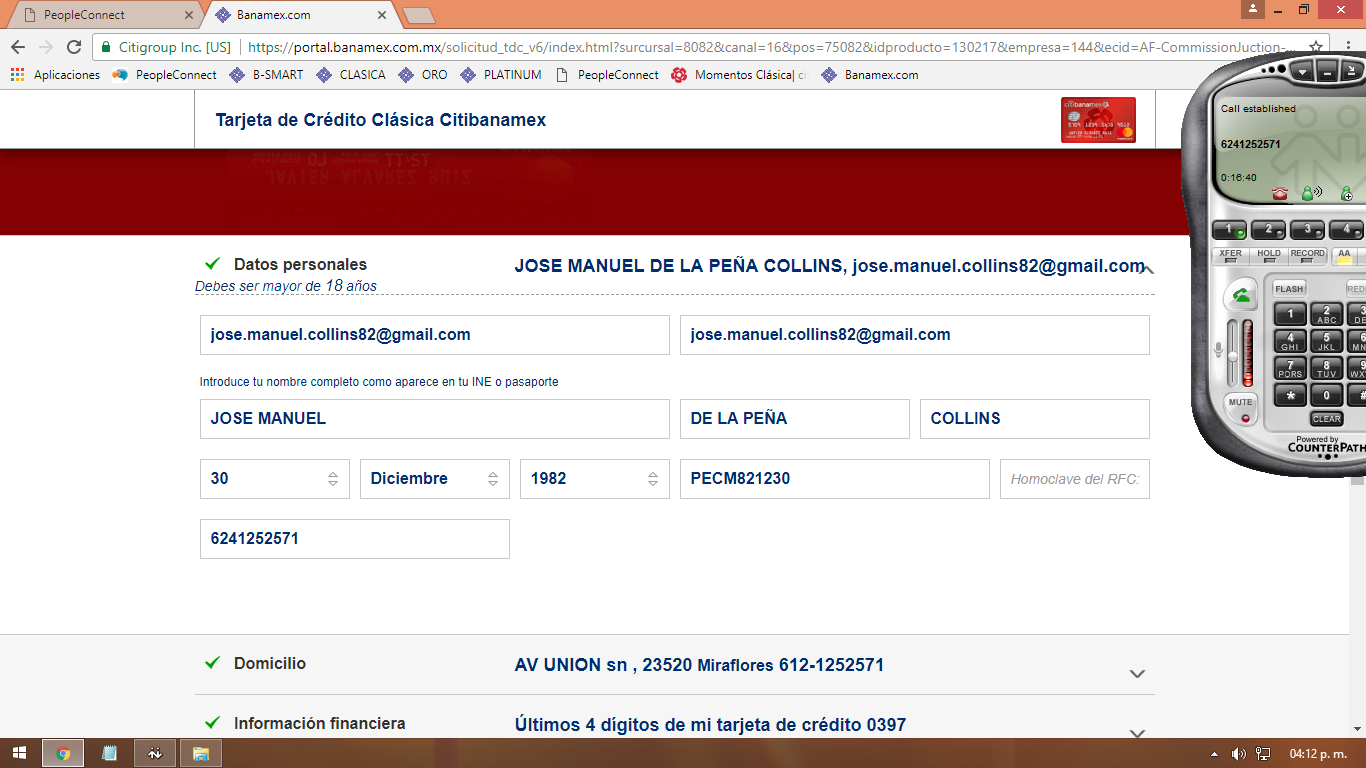 PeopleConnect
Banamex.com
Citigroup Inc. [US]
https://portal.banamex.com.mx/solicitud_tdc_v6/index.html?sursursal=8082&canal=16&pos=75082&idproducto=130217&empresa=144&ecid=AF-CommissionJuction-...
Aplicaciones
PeopleConnect
B-SMART
CLASICA
ORO
PLATINUM
PeopleConnect
Momentos Clásica| ci
Banamex.com
Tarjeta de Crédito Clásica Citibanamex
citibanamex
Call established
6241252571
0:16:40
1 2 3 4
XFER HOLD RECORD AA
FLASH RED
1 2 ABC 3 DE
4 GHI 5 JKL 6 MN
7 PQRS 8 TUV 9 WX
* 0 #
MUTE
CLEAR
Powered by
COUNTERPATH
11/21
JAVIER ALVAREZ RUIZ
Datos personales
JOSE MANUEL DE LA PEÑA COLLINS, jose.manuel.collins82@gmail.com
Debes ser mayor de 18 años
jose.manuel.collins82@gmail.com
jose.manuel.collins82@gmail.com
Introduce tu nombre completo como aparece en tu INE o pasaporte
JOSE MANUEL
DE LA PEÑA
COLLINS
30
Diciembre
1982
PECM821230
Homoclave del RFC:
6241252571
Domicilio
AV UNION sn , 23520 Miraflores 612-1252571
Información financiera
Últimos 4 dígitos de mi tarjeta de crédito 0397
04:12 p. m.